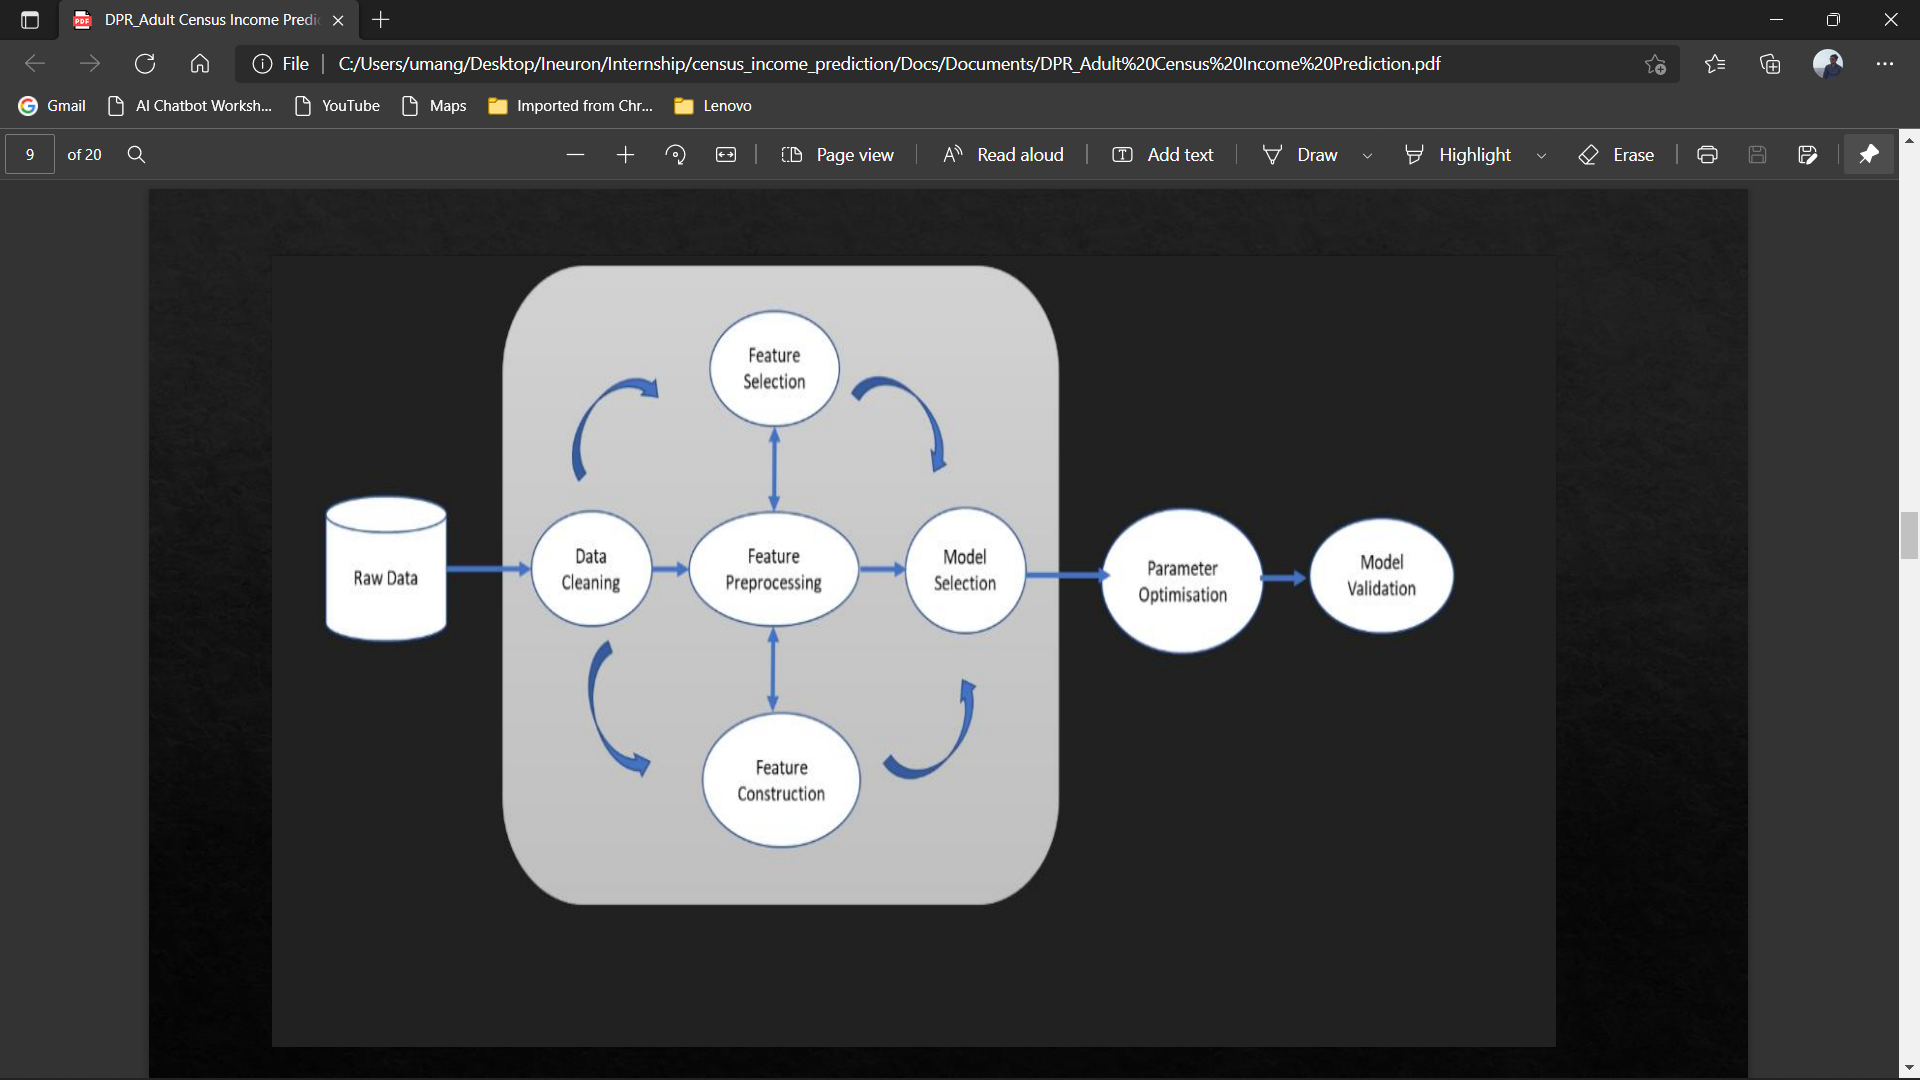 DPR_Adult Census Income Predi
File
C:/Users/umang/Desktop/Ineuron/Internship/census_income_prediction/Docs/Documents/DPR_Adult%20Census%20Income%20Prediction.pdf
Gmail
AI Chatbot Worksh...
YouTube
Maps
Imported from Chr...
Lenovo
9
of 20
Page view
Read aloud
Add text
Draw
Highlight
Erase
Feature
Selection
Raw Data
Data
Cleaning
Feature
Preprocessing
Model
Selection
Parameter
Optimisation
Model
Validation
Feature
Construction